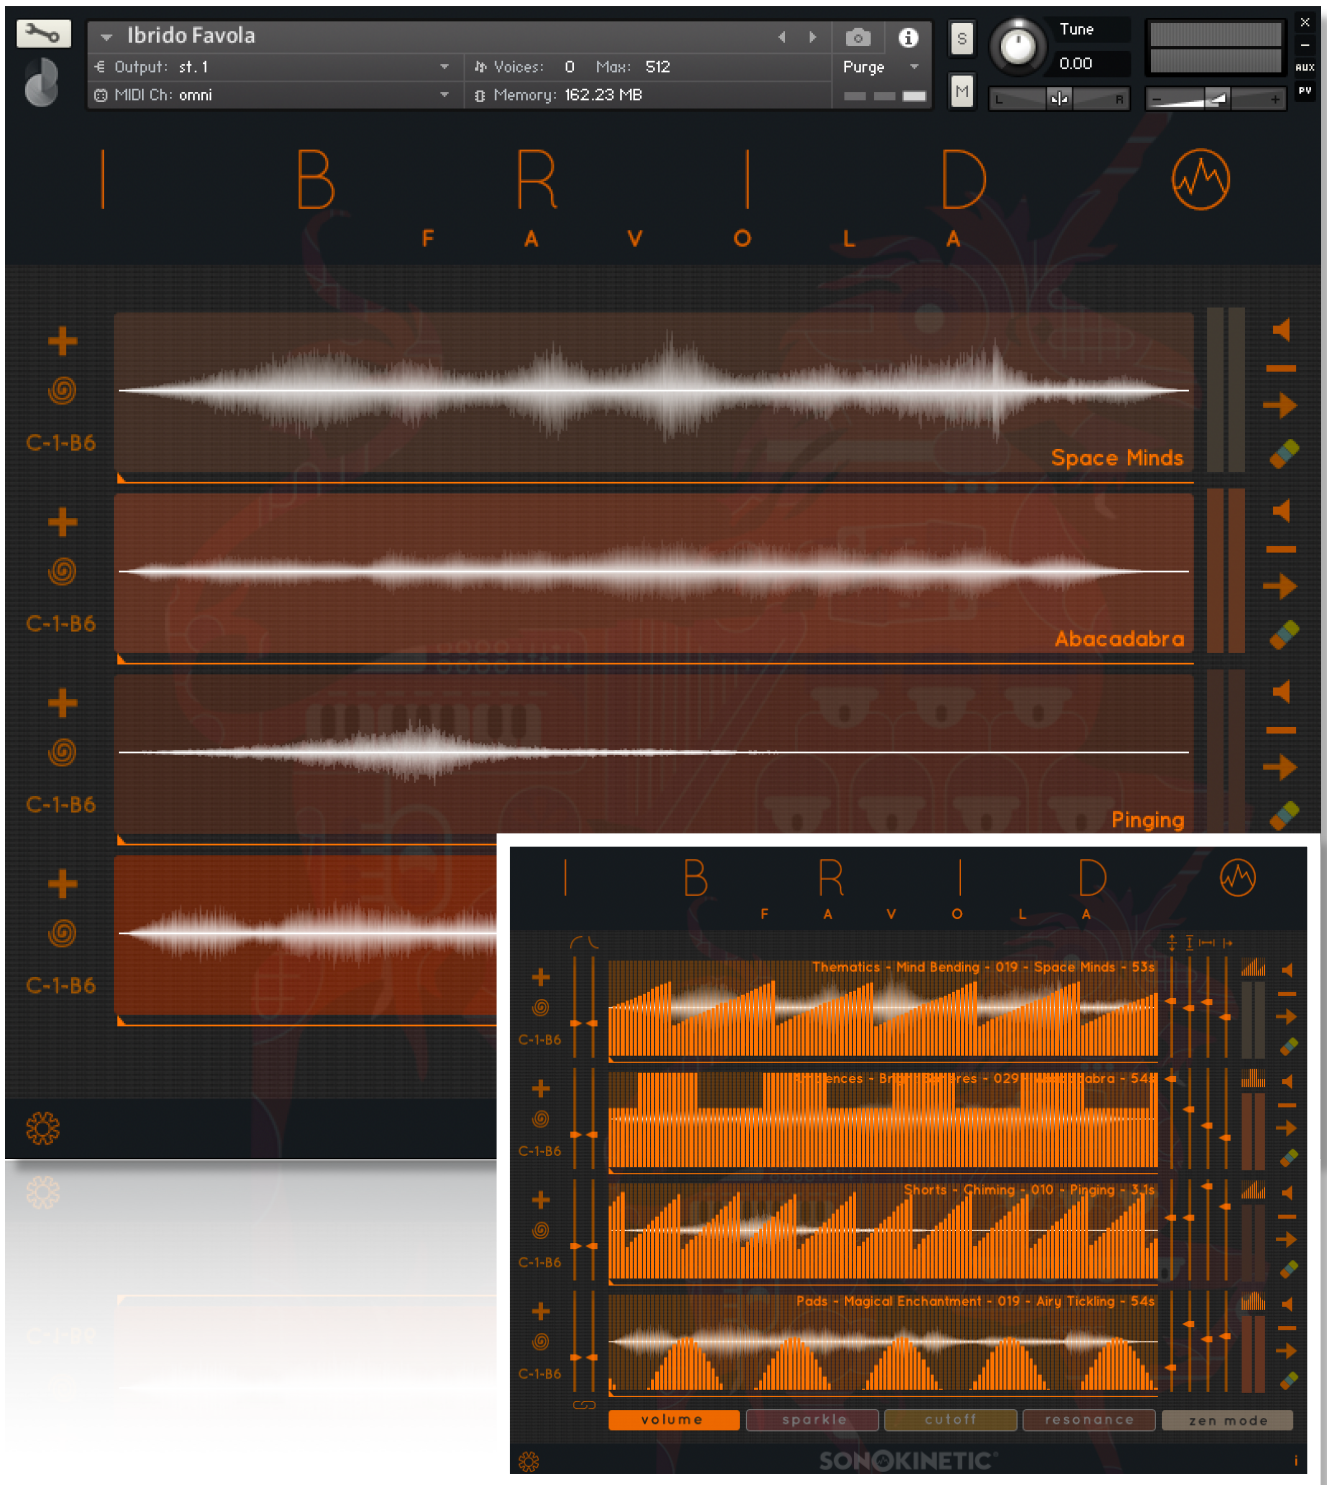 Ibrido Favola
i
S
Tune
X
Output: st.1
Voices: 0 Max: 512
Purge
0.00
AUX
MIDI Ch: omni
Memory: 162.23 MB
M
L R
- +
PV
I B R I D
F A V O L A
C-1-B6
Space Minds
C-1-B6
Abacadabra
C-1-B6
Pinging
C-1-B6
I B R I D
F A V O L A
Thematics - Mind Bending - 019 - Space Minds - 53s
C-1-B6
029
54s
C-1-B6
Shorts - Chiming - 010 - Pinging - 3,1s
C-1-B6
Pads - Magical Enchantment - 019 - Airy Tickling - 54s
C-1-B6
volume sparkle cutoff resonance zen mode
SONOKINETIC®
i